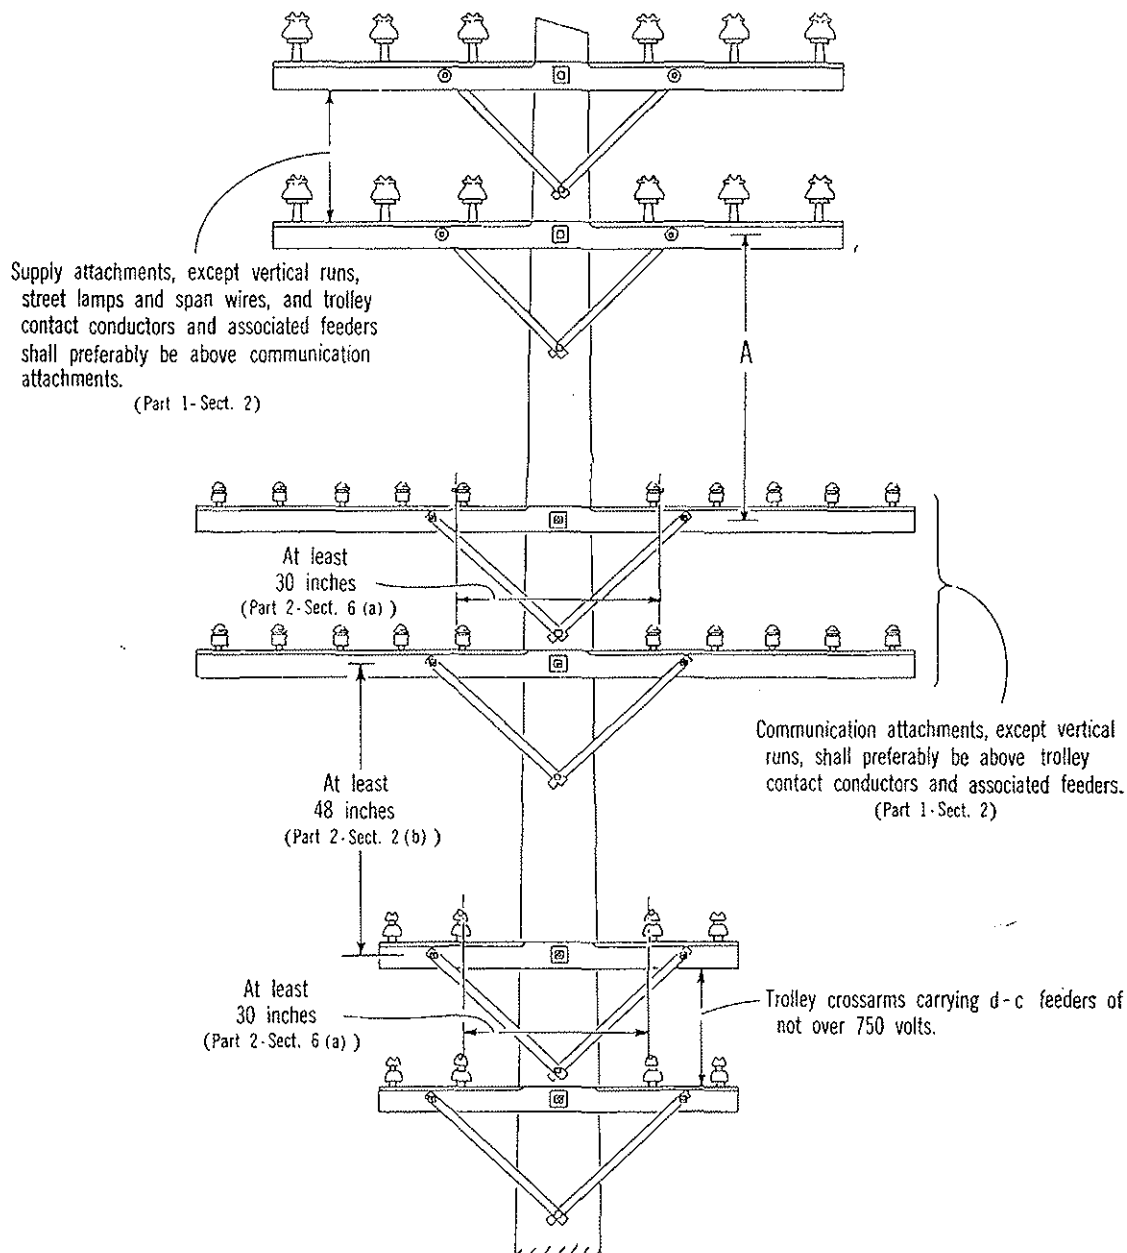 Supply attachments, except vertical runs,
street lamps and span wires, and trolley
contact conductors and associated feeders
shall preferably be above communication
attachments.
(Part 1-Sect. 2)
A
At least
30 inches
(Part 2-Sect. 6 (a) )
Communication attachments, except vertical
runs, shall preferably be above trolley
contact conductors and associated feeders.
(Part 1-Sect. 2)
At least
48 inches
(Part 2-Sect. 2 (b) )
At least
30 inches
(Part 2-Sect. 6 (a) )
Trolley crossarms carrying d-c feeders of
not over 750 volts.